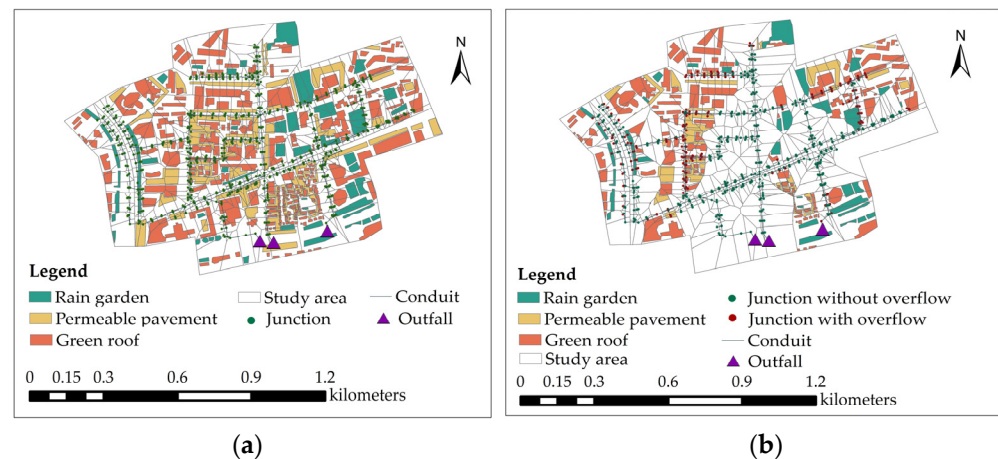 N
Legend
Rain garden
Permeable pavement
Green roof
Study area
Junction
Conduit
Outfall
0 0.15 0.3 0.6 0.9 1.2
kilometers
(a)
N
Legend
Rain garden
Permeable pavement
Green roof
Study area
Junction without overflow
Junction with overflow
Conduit
Outfall
0 0.15 0.3 0.6 0.9 1.2
kilometers
(b)